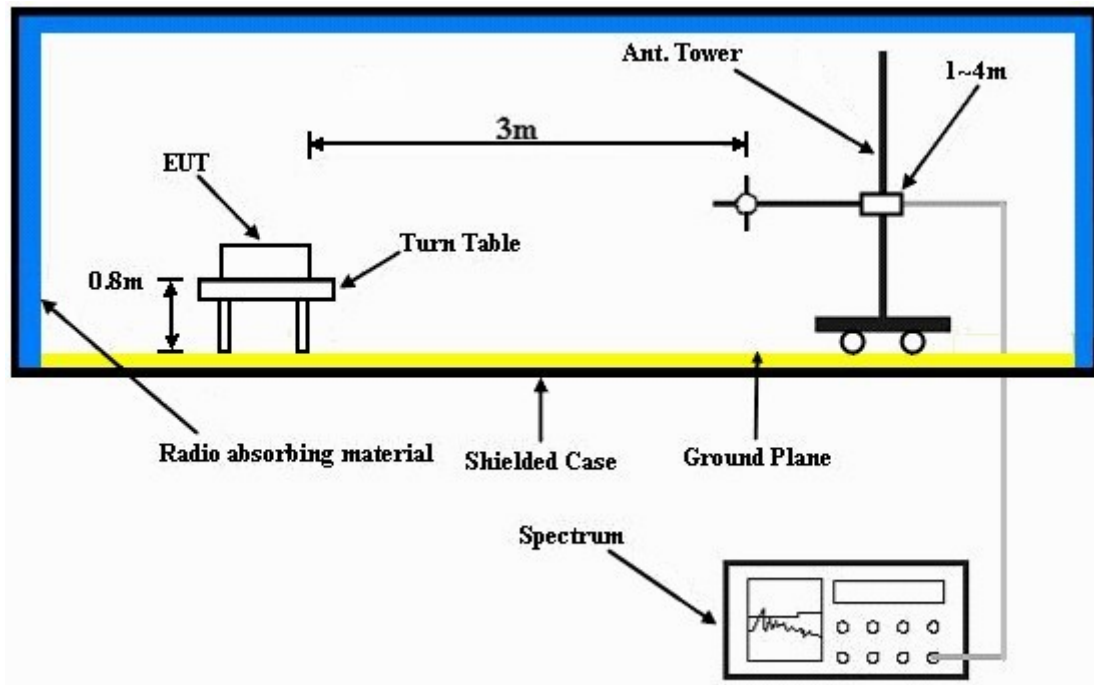 Ant. Tower
1~4m
3m
EUT
Turn Table
0.8m
Radio absorbing material
Shielded Case
Ground Plane
Spectrum